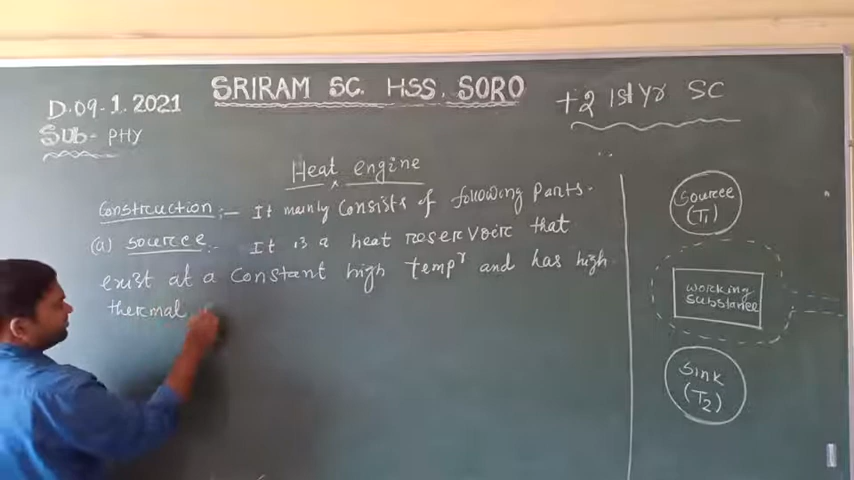 SRIRAM SC. HSS. SORO
D.09-1.2021
Sub- PHY
+2 1st Yr SC
Heat engine
Construction :- It mainly consists of following parts.
(a) source :- It is a heat reservoir that
exist at a constant high tempr and has high
thermal
Source
(T1)
working
substance
Sink
(T2)